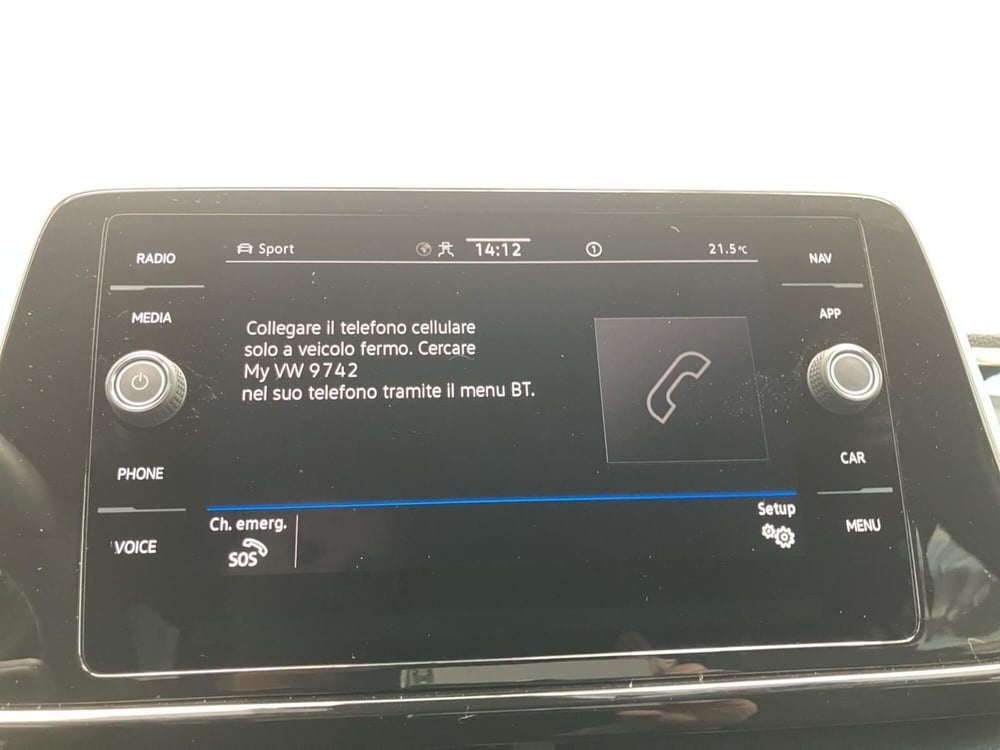 RADIO
MEDIA
PHONE
VOICE
Sport
14:12
1
21.5°C
Collegare il telefono cellulare
solo a veicolo fermo. Cercare
My VW 9742
nel suo telefono tramite il menu BT.
Ch. emerg.
SOS
Setup
NAV
APP
CAR
MENU